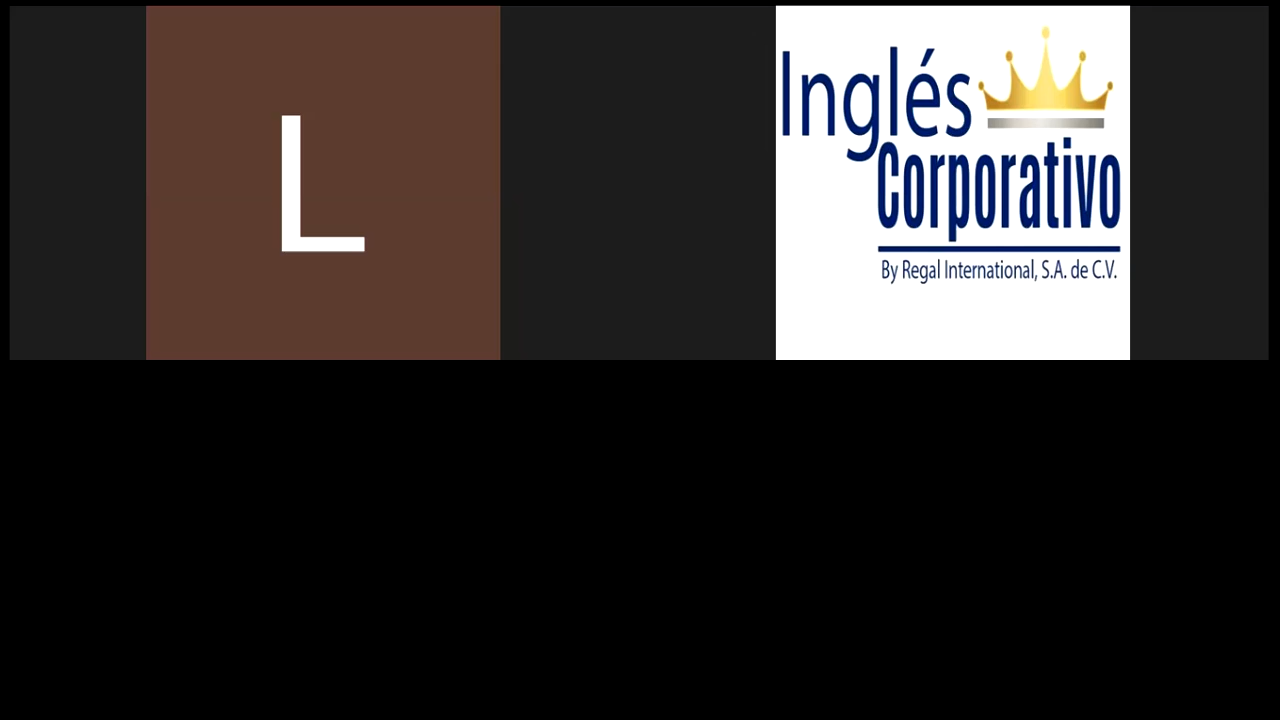 L
Inglés
Corporativo
By Regal International, S.A. de C.V.